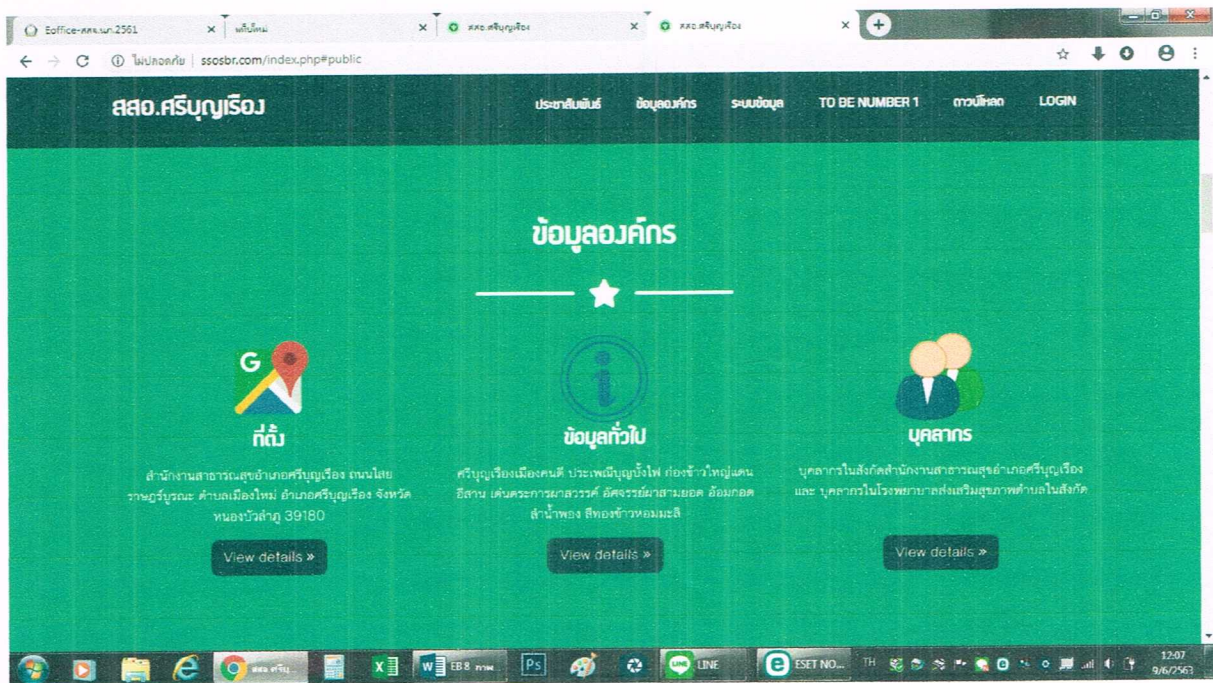 Eoffice-สสจ.นภ.2561
แท็บใหม่
สสอ.ศรีบุญเรือง
สสอ.ศรีบุญเรือง
ไม่ปลอดภัย | ssosbr.com/index.php#public
สสอ.ศรีบุญเรือง
ประชาสัมพันธ์
ข้อมูลองค์กร
ระบบข้อมูล
TO BE NUMBER 1
ดาวน์โหลด
LOGIN
ข้อมูลองค์กร
G
ที่ตั้ง
สำนักงานสาธารณสุขอำเภอศรีบุญเรือง ถนนไสย
ราษฎร์บูรณะ ตำบลเมืองใหม่ อำเภอศรีบุญเรือง จังหวัด
หนองบัวลำภู 39180
View details »
ข้อมูลทั่วไป
ศรีบุญเรืองเมืองคนดี ประเพณีบุญบั้งไฟ ก่องข้าวใหญ่แดน
อีสาน เด่นตระการผาสวรรค์ อัศจรรย์ผาสามยอด อ้อมกอด
ลำน้ำพอง สีทองข้าวหอมมะลิ
View details »
บุคลากร
บุคลากรในสังกัดสำนักงานสาธารณสุขอำเภอศรีบุญเรือง
และ บุคลากรในโรงพยาบาลส่งเสริมสุขภาพตำบลในสังกัด
View details »
สสอ.ศรีบุ...
EB 8
Ps
LINE
ESET NO...
TH
12:07
9/6/2563